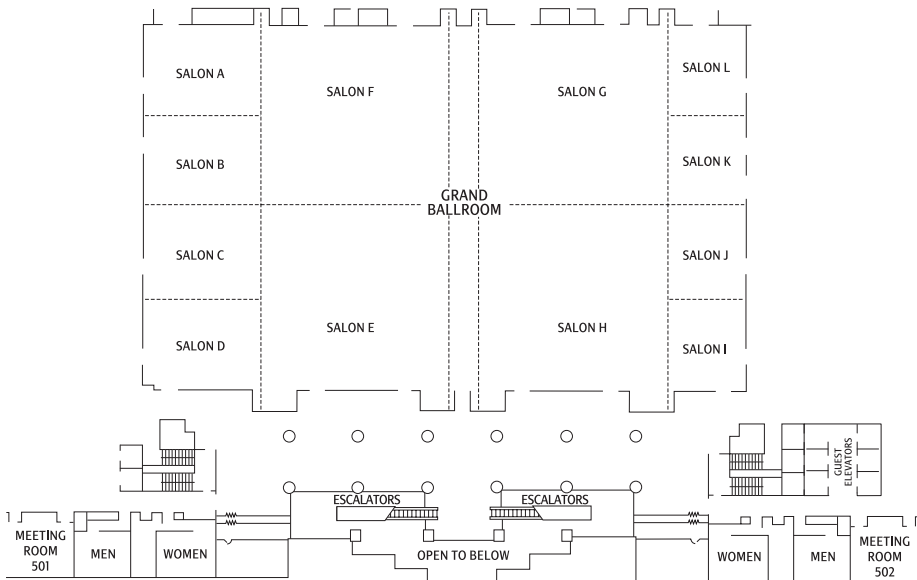 SALON A
SALON F
SALON G
SALON L
SALON B
SALON K
GRAND
BALLROOM
SALON C
SALON J
SALON D
SALON E
SALON H
SALON I
GUEST
ELEVATORS
ESCALATORS
ESCALATORS
MEETING
ROOM
501
MEN
WOMEN
OPEN TO BELOW
WOMEN
MEN
MEETING
ROOM
502